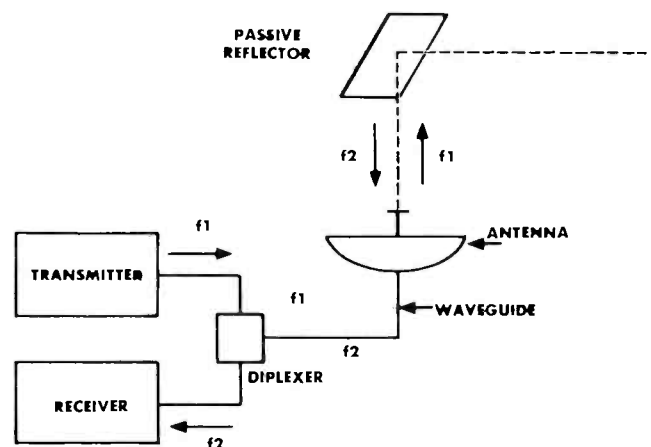 PASSIVE
REFLECTOR
f2
f1
ANTENNA
f1
TRANSMITTER
f1
WAVEGUIDE
f2
DIPLEXER
RECEIVER
f2